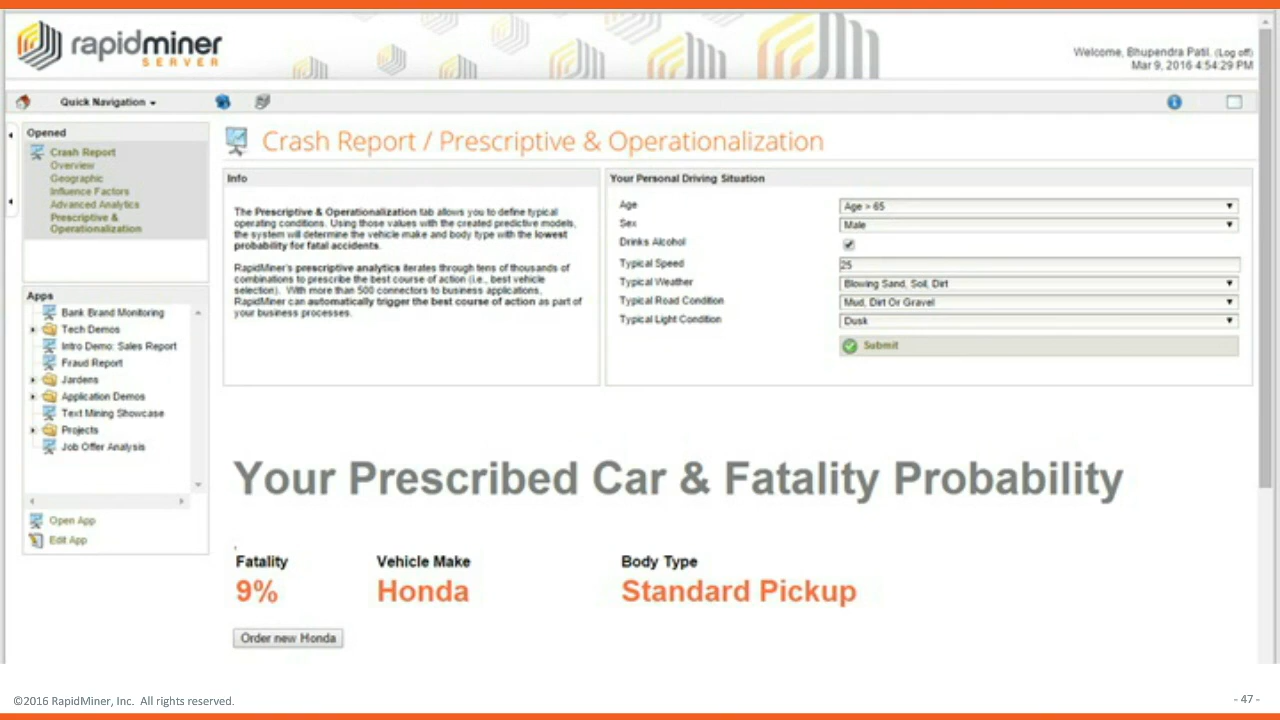 rapidminer
SERVER
Welcome, Bhupendra Patil. (Log off)
Mar 9, 2016 4:54:29 PM
Quick Navigation
Opened
Crash Report
Overview
Geographic
Influence Factors
Advanced Analytics
Prescriptive &
Operationalization
Apps
Bank Brand Monitoring
Tech Demos
Intro Demo: Sales Report
Fraud Report
Jardens
Application Demos
Text Mining Showcase
Projects
Job Offer Analysis
Open App
Edit App
Crash Report / Prescriptive & Operationalization
Info
The Prescriptive & Operationalization tab allows you to define typical
operating conditions. Using those values with the created predictive models,
the system will determine the vehicle make and body type with the lowest
probability for fatal accidents.
RapidMiner's prescriptive analytics iterates through tens of thousands of
combinations to prescribe the best course of action (i.e., best vehicle
selection). With more than 500 connectors to business applications,
RapidMiner can automatically trigger the best course of action as part of
your business processes.
Your Personal Driving Situation
Age Age > 65
Sex Male
Drinks Alcohol
Typical Speed 25
Typical Weather Blowing Sand, Soil, Dirt
Typical Road Condition Mud, Dirt Or Gravel
Typical Light Condition Dusk
Submit
Your Prescribed Car & Fatality Probability
Fatality Vehicle Make Body Type
9% Honda Standard Pickup
Order new Honda
©2016 RapidMiner, Inc. All rights reserved.
- 47 -